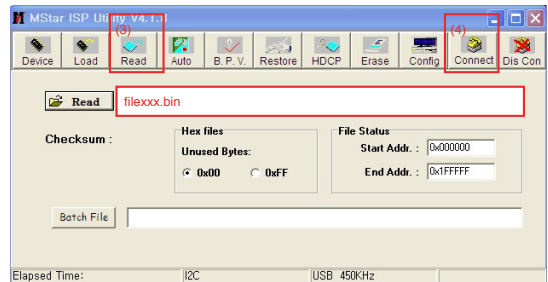 MStar ISP Utility V4.1.8
(3)
(4)
Device Load Read Auto B. P. V. Restore HDCP Erase Config Connect Dis Con
Read filexxx.bin
Checksum :
Hex files
Unused Bytes:
0x00 0xFF
File Status
Start Addr. : 0x000000
End Addr. : 0x1FFFFF
Batch File
Elapsed Time: I2C USB 450KHz